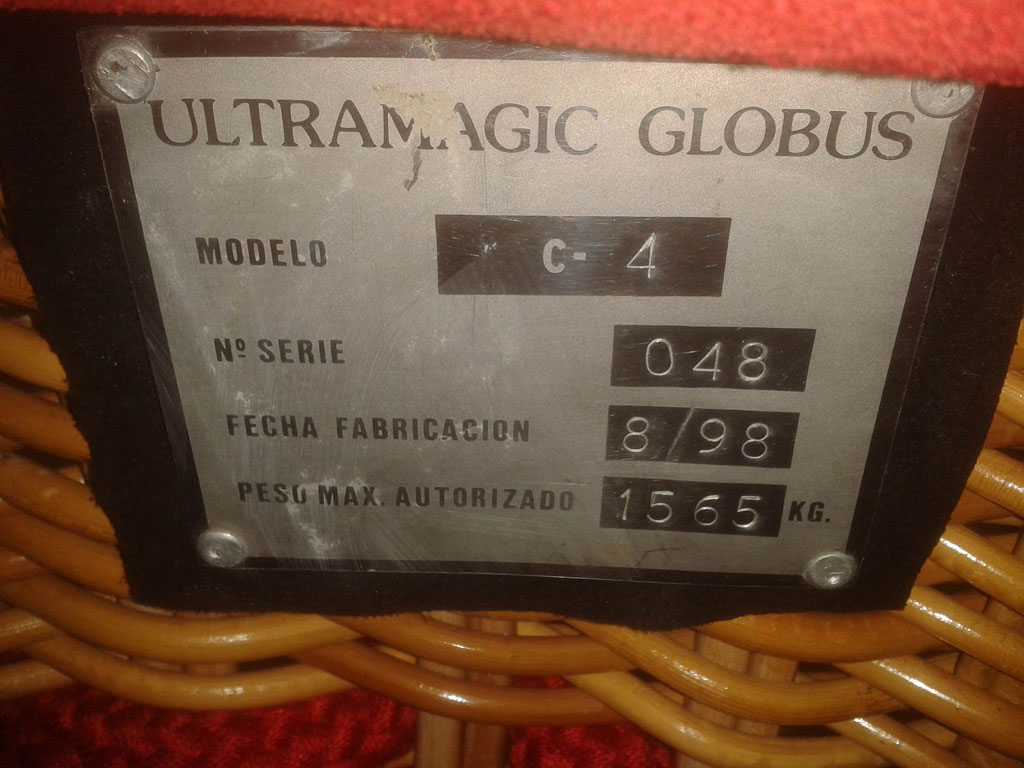 ULTRAMAGIC GLOBUS
MODELO C- 4
Nº SERIE 048
FECHA FABRICACION 8/98
PESO MAX. AUTORIZADO 1565 KG.